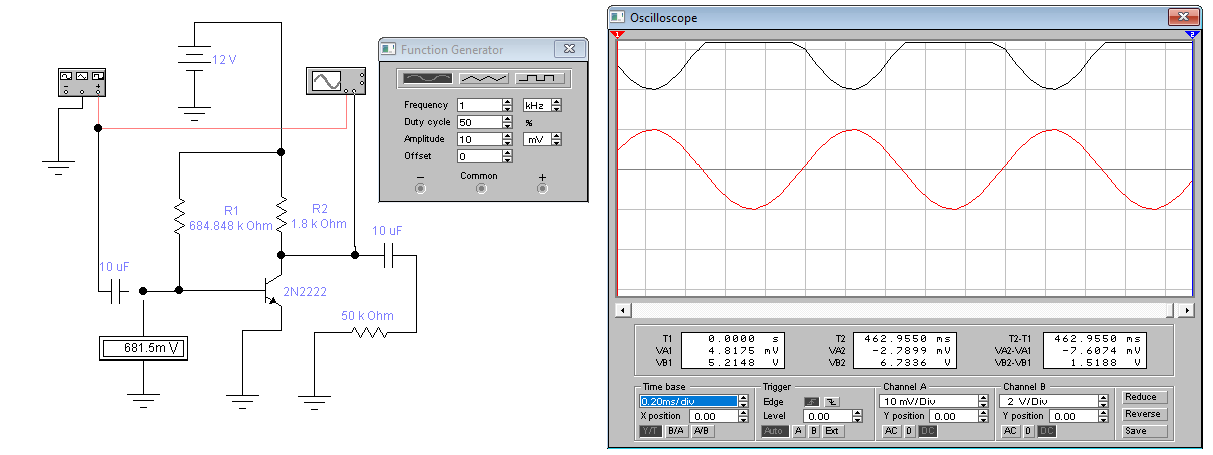 12 V
R1
684.848 k Ohm
R2
1.8 k Ohm
10 uF
10 uF
2N2222
50 k Ohm
681.5m V
Function Generator
Frequency 1 kHz
Duty cycle 50 %
Amplitude 10 mV
Offset 0
− Common +
Oscilloscope
1 2
T1 0.0000 s T2 462.9550 ms T2-T1 462.9550 ms
VA1 4.8175 mV VA2 -2.7899 mV VA2-VA1 -7.6074 mV
VB1 5.2148 V VB2 6.7336 V VB2-VB1 1.5188 V
Time base Trigger Channel A Channel B
0.20ms/div Edge 10 mV/Div 2 V/Div Reduce
X position 0.00 Level 0.00 Y position 0.00 Y position 0.00 Reverse
Y/T B/A A/B Auto A B Ext AC 0 DC AC 0 DC Save